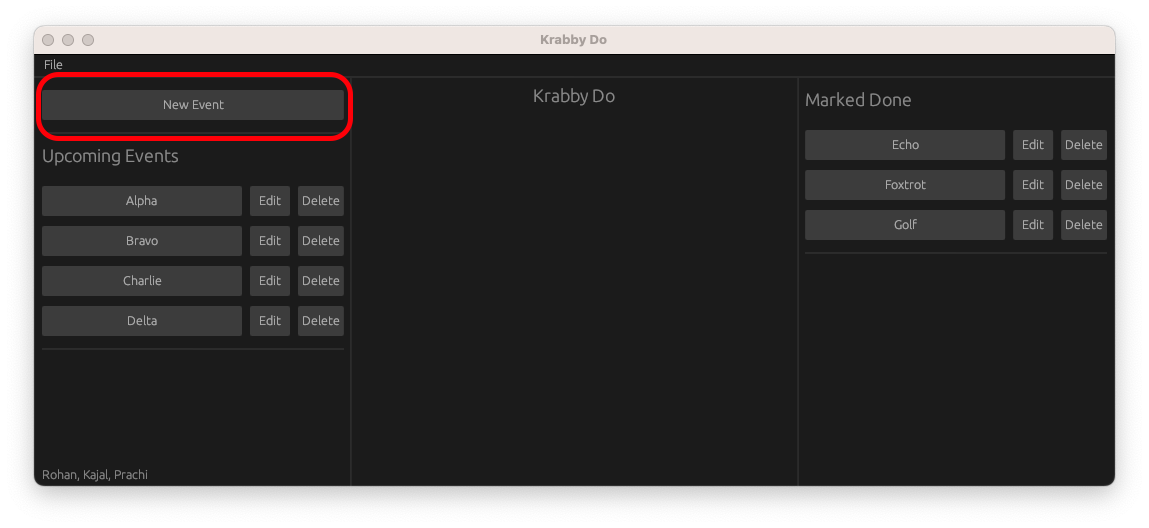 Krabby Do
File
New Event
Upcoming Events
Alpha Edit Delete
Bravo Edit Delete
Charlie Edit Delete
Delta Edit Delete
Rohan, Kajal, Prachi
Krabby Do
Marked Done
Echo Edit Delete
Foxtrot Edit Delete
Golf Edit Delete